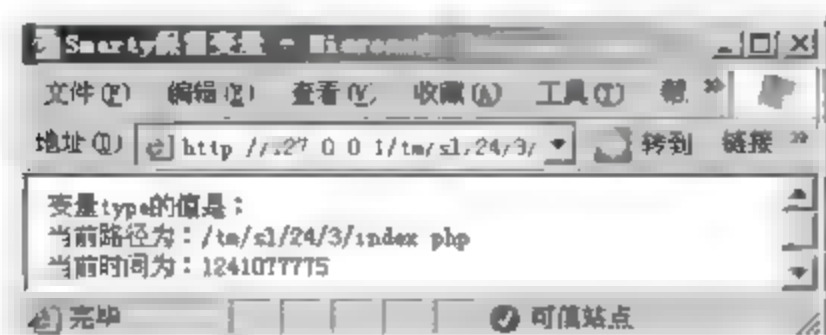 Smarty保留变量 - Microsoft
文件(F) 编辑(E) 查看(V) 收藏(A) 工具(T) 帮 »
地址(D) http //127 0 0 1/tm/sl/24/3/ 转到 链接 »
变量type的值是：
当前路径为：/tm/sl/24/3/index php
当前时间为：1241077775
完毕 可信站点